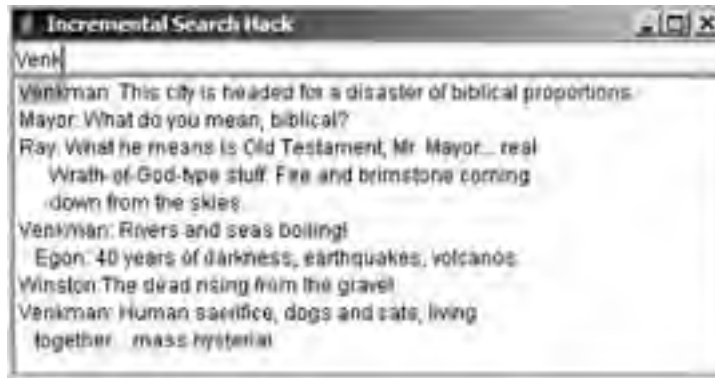 Incremental Search Hack
Venk
Venkman: This city is headed for a disaster of biblical proportions.
Mayor: What do you mean, biblical?
Ray: What he means is Old Testament, Mr. Mayor... real
Wrath-of-God-type stuff. Fire and brimstone coming
down from the skies.
Venkman: Rivers and seas boiling!
Egon: 40 years of darkness, earthquakes, volcanos.
Winston:The dead rising from the grave!
Venkman: Human sacrifice, dogs and cats, living
together... mass hysteria!